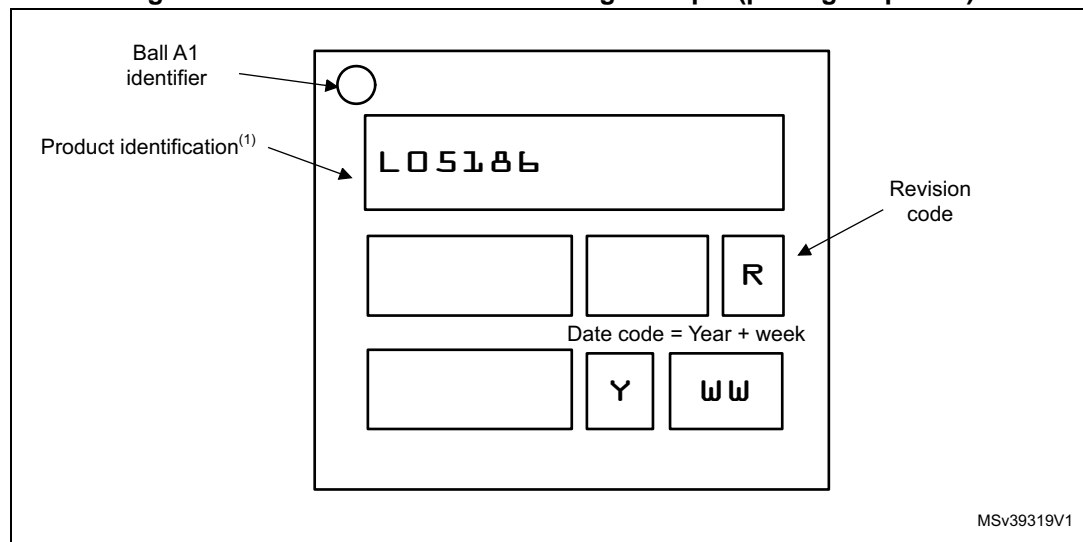 Ball A1
identifier
Product identification(1)
L05186
Revision
code
R
Date code = Year + week
Y WW
MSv39319V1